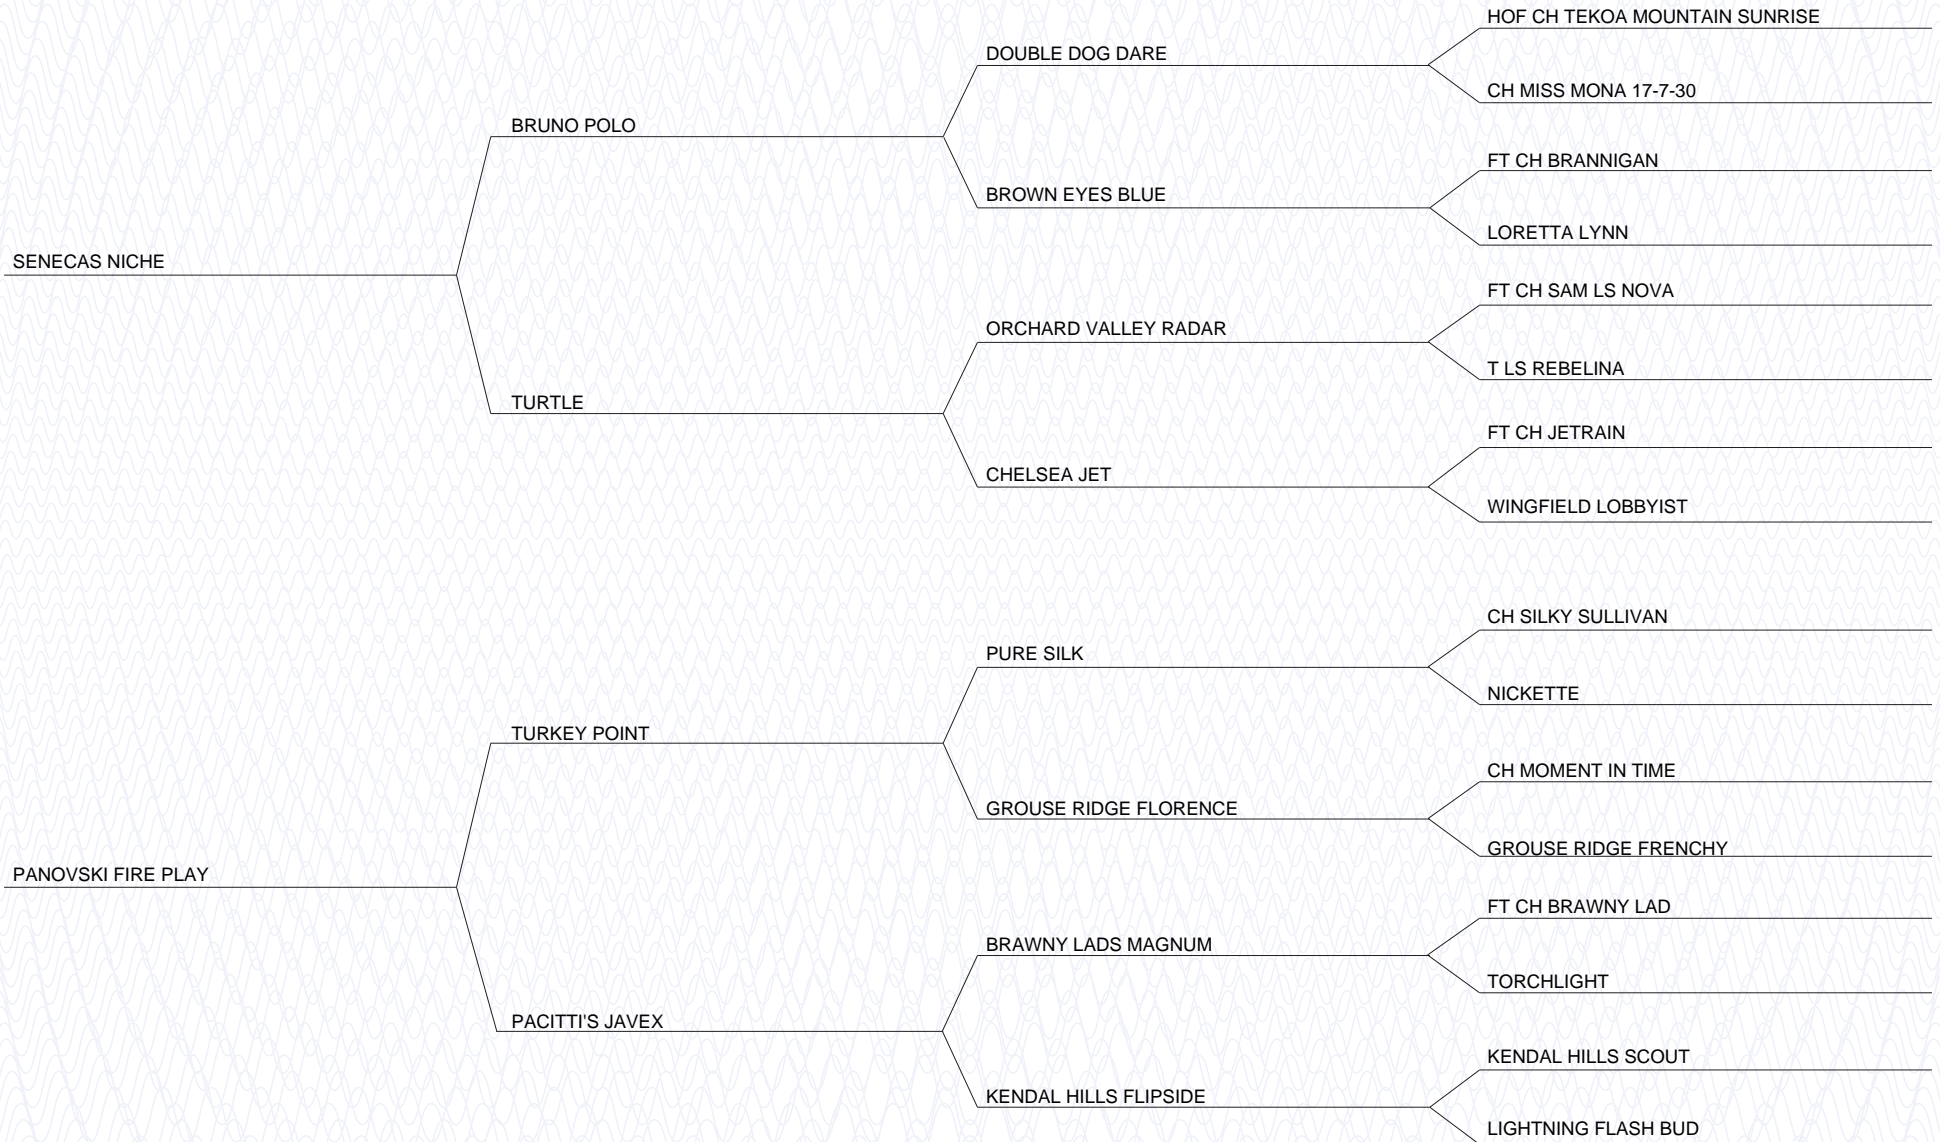 HOF CH TEKOA MOUNTAIN SUNRISE
DOUBLE DOG DARE
CH MISS MONA 17-7-30
BRUNO POLO
FT CH BRANNIGAN
BROWN EYES BLUE
LORETTA LYNN
SENECAS NICHE
FT CH SAM LS NOVA
ORCHARD VALLEY RADAR
T LS REBELINA
TURTLE
FT CH JETRAIN
CHELSEA JET
WINGFIELD LOBBYIST
CH SILKY SULLIVAN
PURE SILK
NICKETTE
TURKEY POINT
CH MOMENT IN TIME
GROUSE RIDGE FLORENCE
GROUSE RIDGE FRENCHY
PANOVSKI FIRE PLAY
FT CH BRAWNY LAD
BRAWNY LADS MAGNUM
TORCHLIGHT
PACITTI'S JAVEX
KENDAL HILLS SCOUT
KENDAL HILLS FLIPSIDE
LIGHTNING FLASH BUD